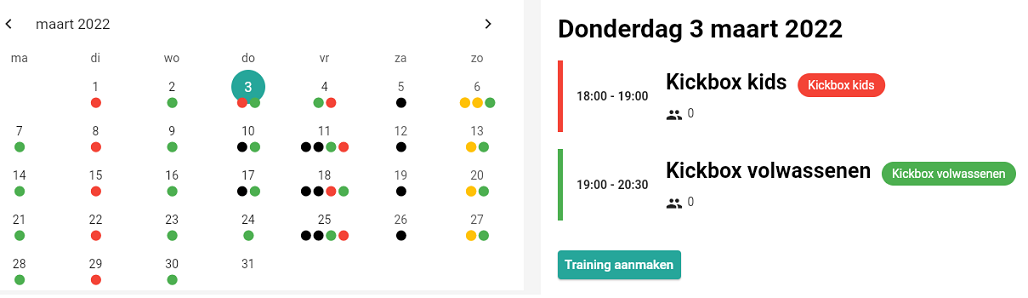 maart 2022
ma di wo do vr za zo
1 2 3 4 5 6
7 8 9 10 11 12 13
14 15 16 17 18 19 20
21 22 23 24 25 26 27
28 29 30 31
Donderdag 3 maart 2022
18:00 - 19:00 Kickbox kids Kickbox kids
0
19:00 - 20:30 Kickbox volwassenen Kickbox volwassenen
0
Training aanmaken